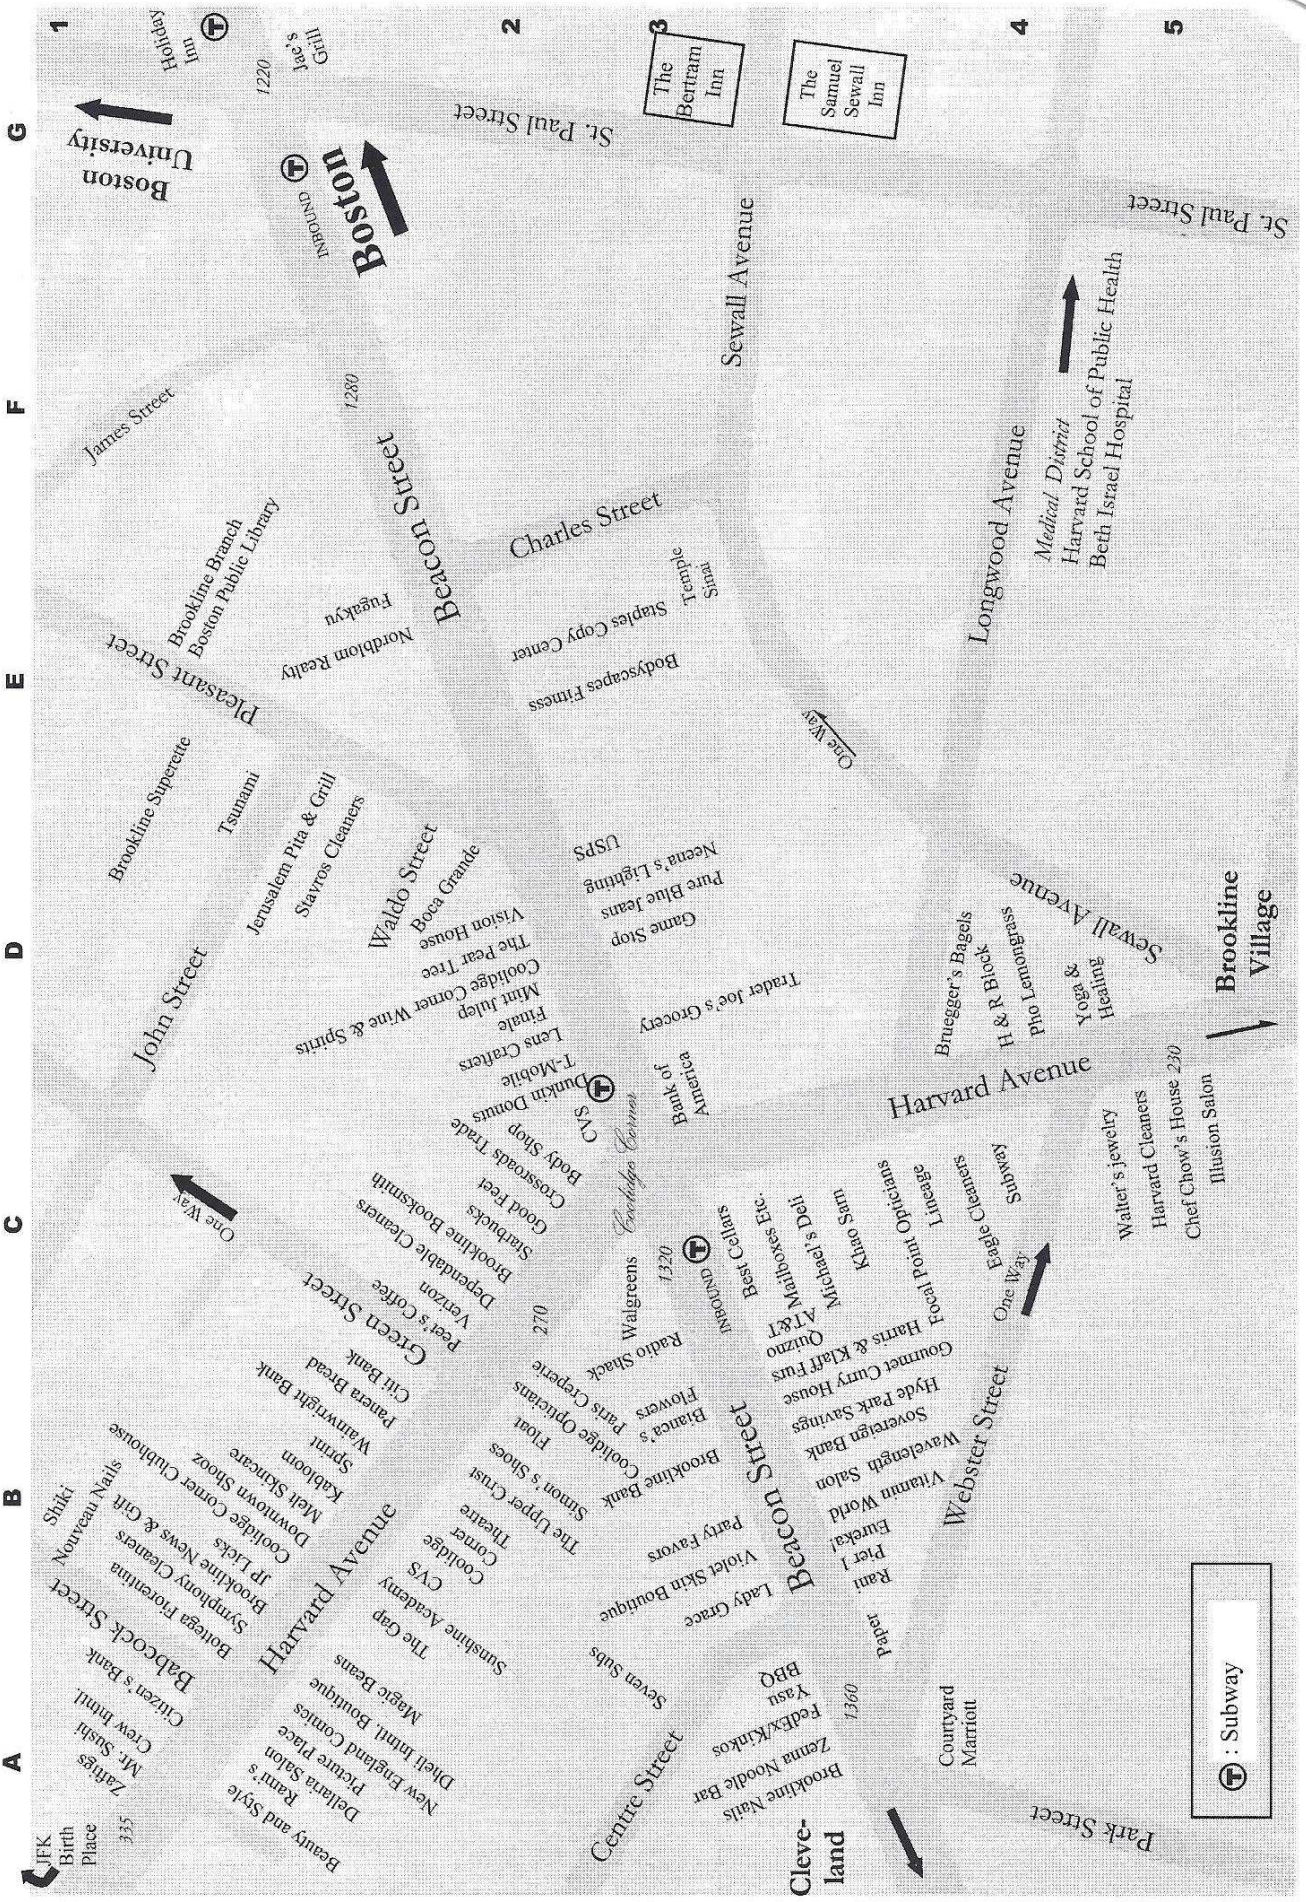 A
B
C
D
E
F
G
1
2
3
4
5
JFK
Birth
Place
335
Zaftigs
Mr. Sushi
Crew Intnl.
Citizen's Bank
Babcock Street
Shiki
Nouveau Nails
Bottega Fiorentina
Symphony Cleaners
Brookline News & Gift
JP Licks
Coolidge Corner Clubhouse
Downtown Shooz
Melt Skincare
Kabloom
Sprint
Wainwright Bank
Panera Bread
Citi Bank
Green Street
One Way
Peet's Coffee
Verizon
Dependable Cleaners
Brookline Booksmith
Starbucks
Good Feet
Crossroads Trade
Body Shop
CVS
Dunkin Donuts
T-Mobile
Lens Crafters
Finale
Mint Julep
Coolidge Corner Wine & Spirits
The Pear Tree
Vision House
Boca Grande
Waldo Street
John Street
Stavros Cleaners
Jerusalem Pita & Grill
Tsunami
Brookline Superette
Pleasant Street
Brookline Branch
Boston Public Library
Nordblom Realty
Fugakyu
James Street
Beacon Street
1280
INBOUND
T
Boston
Boston
University
1220
Holiday
Inn
T
Jae's
Grill
St. Paul Street
The
Bertram
Inn
The
Samuel
Sewall
Inn
Sewall Avenue
Charles Street
Temple
Sinai
Staples Copy Center
Bodyscapes Fitness
One Way
USPS
Neena's Lighting
Pure Blue Jeans
Game Stop
Trader Joe's Grocery
Bank of
America
T
Coolidge Corner
Harvard Avenue
Beauty and Style
Rami's
Dellaria Salon
Picture Place
New England Comics
Dheli Intnl. Boutique
Magic Beans
The Gap
Sunshine Academy
CVS
Coolidge
Corner
Theatre
The Upper Crust
Simon's Shoes
Float
Coolidge Opticians
Paris Creperie
270
Walgreens
1320
T
INBOUND
Radio Shack
Bianca's
Flowers
Brookline Bank
Party Favors
Violet Skin Boutique
Lady Grace
Seven Subs
Centre Street
Beacon Street
Brookline Nails
Zenna Noodle Bar
FedEx/Kinkos
Yasu
BBQ
1360
Cleve-
land
Courtyard
Marriott
Park Street
Paper
Rani
Pier 1
Eureka!
Vitamin World
Wavelength Salon
Sovereign Bank
Hyde Park Savings
Gourmet Curry House
Harris & Klaff Furs
Quizno
AT&T
Best Cellars
Mailboxes Etc.
Michael's Deli
Khao Sam
Focal Point Opticians
Lineage
Eagle Cleaners
Subway
Webster Street
One Way
Harvard Avenue
Walter's jewelry
Harvard Cleaners
Chef Chow's House
230
Illusion Salon
Bruegger's Bagels
H & R Block
Pho Lemongrass
Yoga &
Healing
Sewall Avenue
Brookline
Village
Longwood Avenue
Medical District
Harvard School of Public Health
Beth Israel Hospital
St. Paul Street
T : Subway